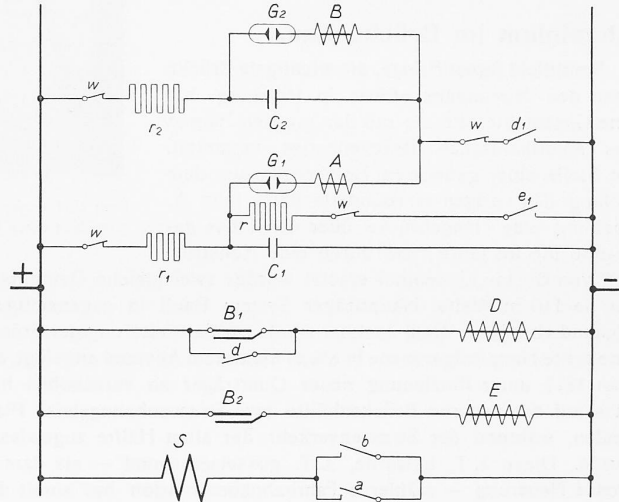 G₂ B
w
r₂
C₂
w d₁
G₁ A
r w e₁
w
r₁
C₁
+ −
B₁ D
d
B₂ E
S b
a